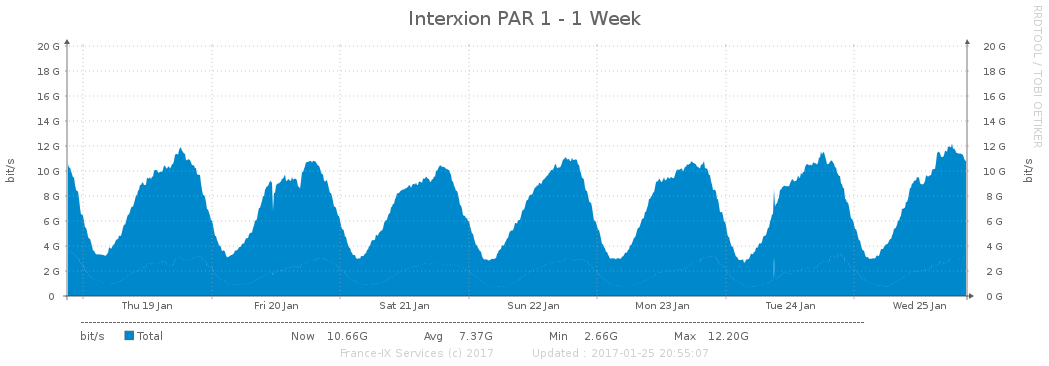 Interxion PAR 1 - 1 Week
RRDTOOL / TOBI OETIKER
bit/s
20 G 20 G
18 G 18 G
16 G 16 G
14 G 14 G
12 G 12 G
10 G 10 G
8 G 8 G
6 G 6 G
4 G 4 G
2 G 2 G
0 0 G
bit/s
Thu 19 Jan Fri 20 Jan Sat 21 Jan Sun 22 Jan Mon 23 Jan Tue 24 Jan Wed 25 Jan
bit/s Total Now 10.66G Avg 7.37G Min 2.66G Max 12.20G
France-IX Services (c) 2017 Updated : 2017-01-25 20:55:07